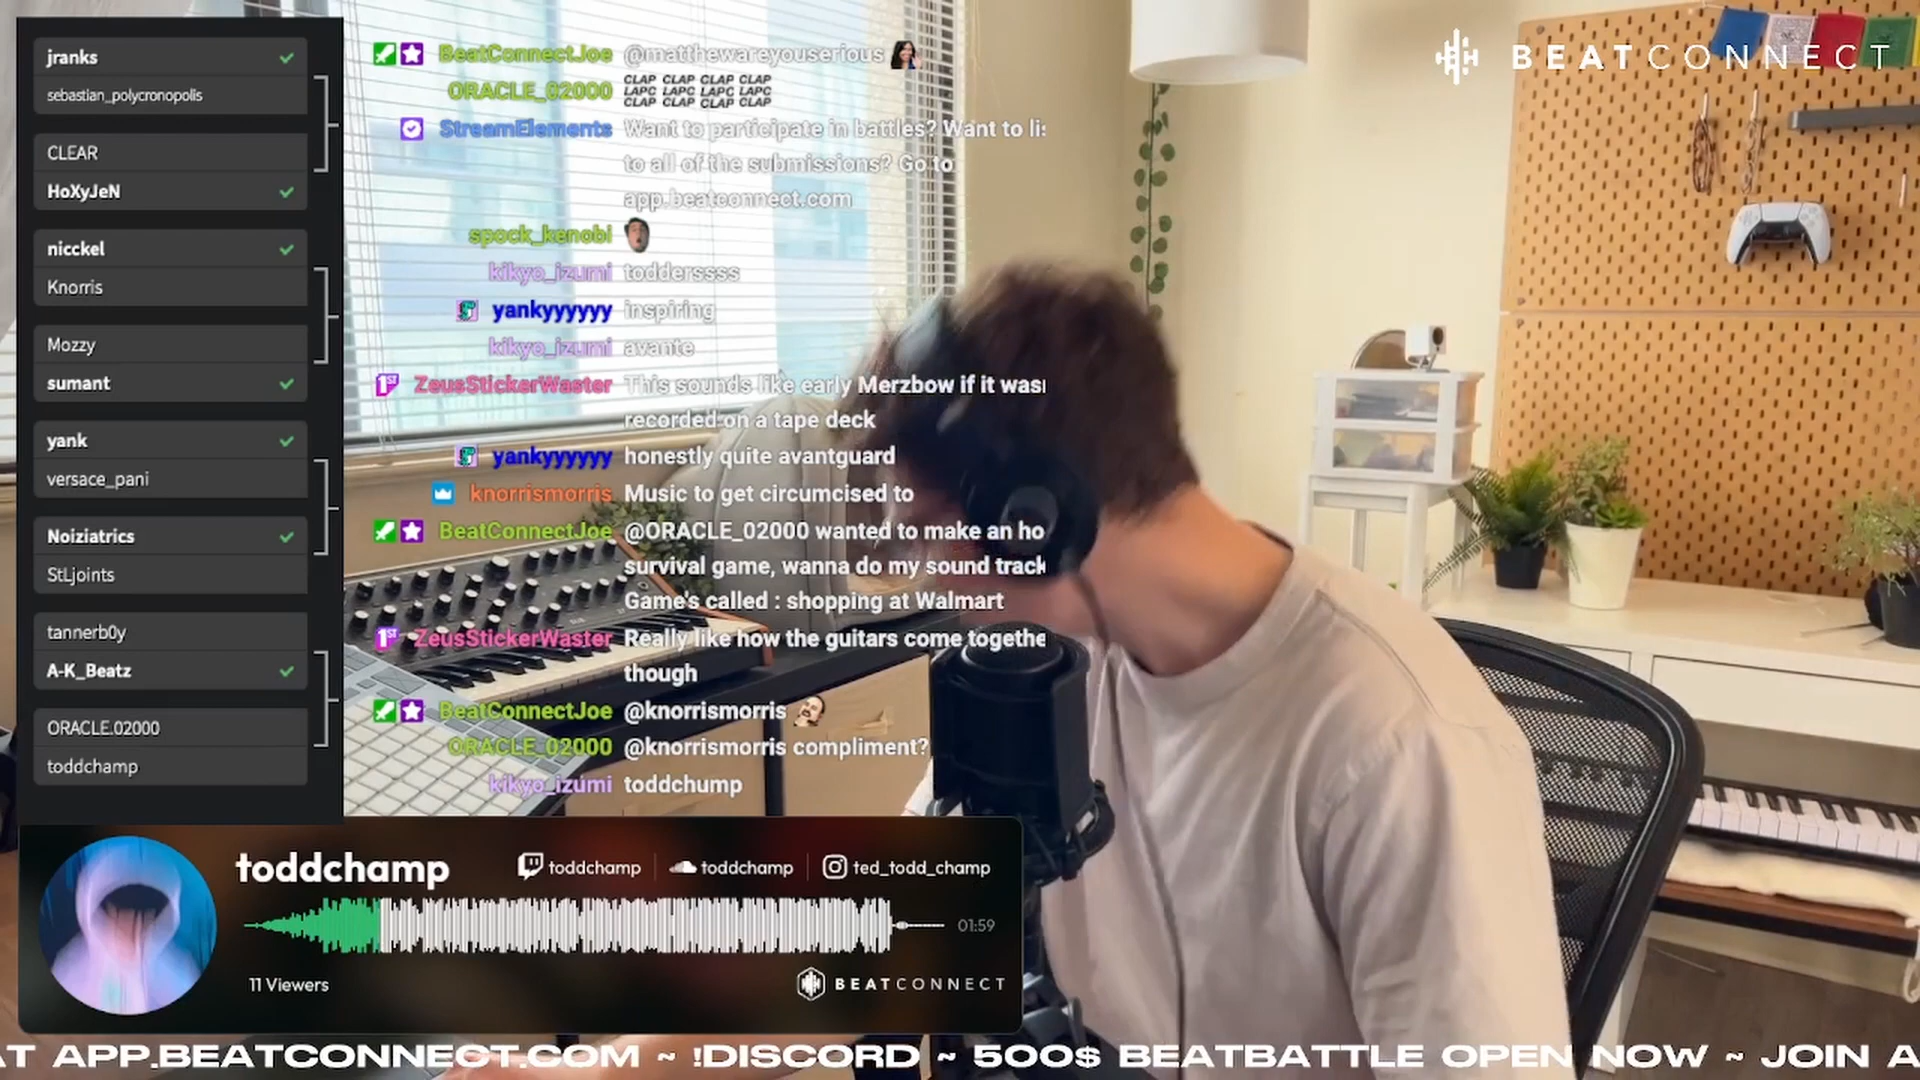 jranks
sebastian_polycronopolis
CLEAR
HoXyJeN
nicckel
Knorris
Mozzy
sumant
yank
versace_pani
Noiziatrics
StLjoints
tannerb0y
A-K_Beatz
ORACLE.02000
toddchamp
BeatConnectJoe @matthewareyouserious
ORACLE_02000 CLAP CLAP CLAP CLAP
LAPC LAPC LAPC LAPC
CLAP CLAP CLAP CLAP
StreamElements Want to participate in battles? Want to lis
to all of the submissions? Go to
app.beatconnect.com
spock_kenobi
kikyo_izumi todderssss
yankyyyyyy inspiring
kikyo_izumi avante
1ST ZeusStickerWaster This sounds like early Merzbow if it was
recorded on a tape deck
yankyyyyyy honestly quite avantguard
knorrismorris Music to get circumcised to
BeatConnectJoe @ORACLE_02000 wanted to make an ho
survival game, wanna do my sound track
Game's called : shopping at Walmart
1ST ZeusStickerWaster Really like how the guitars come togethe
though
BeatConnectJoe @knorrismorris
ORACLE_02000 @knorrismorris compliment?
kikyo_izumi toddchump
BEATCONNECT
toddchamp toddchamp toddchamp ted_todd_champ
01:59
11 Viewers BEATCONNECT
AT APP.BEATCONNECT.COM ~ !DISCORD ~ 500$ BEATBATTLE OPEN NOW ~ JOIN A